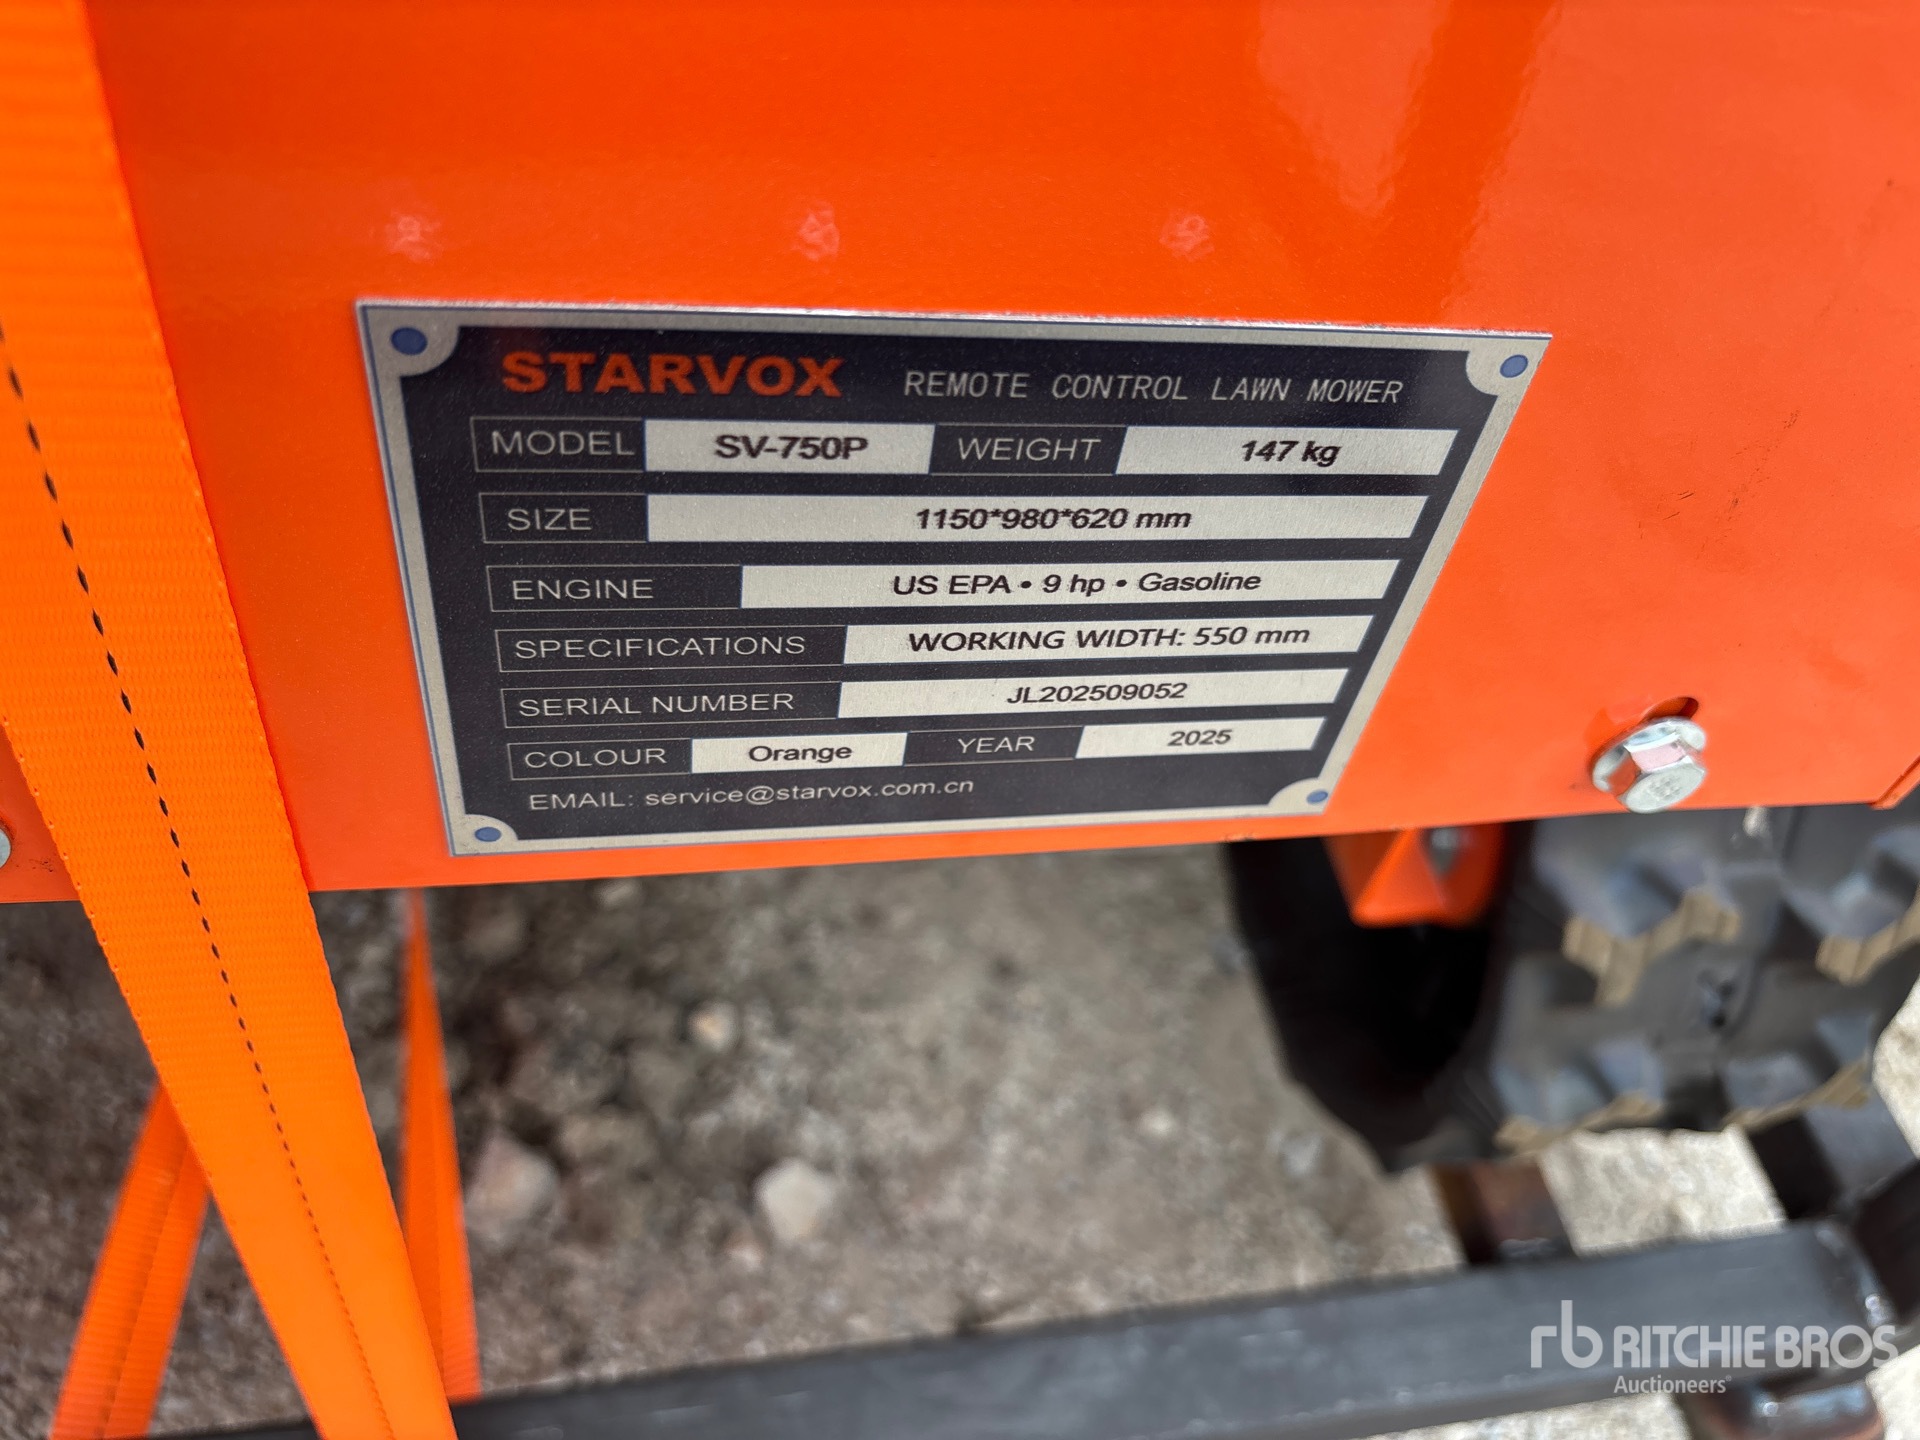 STARVOX REMOTE CONTROL LAWN MOWER
MODEL SV-750P WEIGHT 147 kg
SIZE 1150*980*620 mm
ENGINE US EPA • 9 hp • Gasoline
SPECIFICATIONS WORKING WIDTH: 550 mm
SERIAL NUMBER JL202509052
COLOUR Orange YEAR 2025
EMAIL: service@starvox.com.cn
rb RITCHIE BROS
Auctioneers